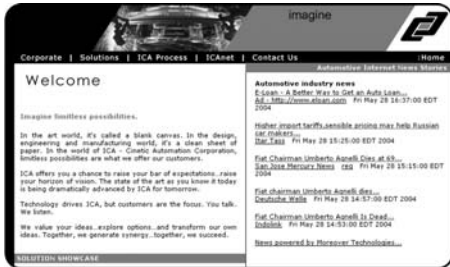 imagine
Corporate | Solutions | ICA Process | ICAnet | Contact Us :Home
Automotive Internet News Stories
Welcome
Imagine limitless possibilities.
In the art world, it's called a blank canvas. In the design,
engineering and manufacturing world, it's a clean sheet of
paper. In the world of ICA - Cinetic Automation Corporation,
limitless possibilities are what we offer our customers.
ICA offers you a chance to raise your bar of expectations..raise
your horizon of vision. The state of the art as you know it today
is being dramatically advanced by ICA for tomorrow.
Technology drives ICA, but customers are the focus. You talk.
We listen.
We value your ideas..explore options..and transform our own
ideas. Together, we generate synergy..together, we succeed.
SOLUTION SHOWCASE
Automotive industry news
E-Loan - A Better Way to Get an Auto Loan...
Ad - http://www.eloan.com Fri May 28 16:37:00 EDT
2004
Higher import tariffs,sensible pricing may help Russian
car makers...
Itar Tass Fri May 28 15:25:00 EDT 2004
Fiat Chairman Umberto Agnelli Dies at 69...
San Jose Mercury News reg Fri May 28 15:15:00
EDT 2004
Fiat chairman Umberto Agnelli dies...
Deutsche Welle Fri May 28 14:57:00 EDT 2004
Fiat Chairman Umberto Agnelli Is Dead...
Indolink Fri May 28 14:53:00 EDT 2004
News powered by Moreover Technologies...